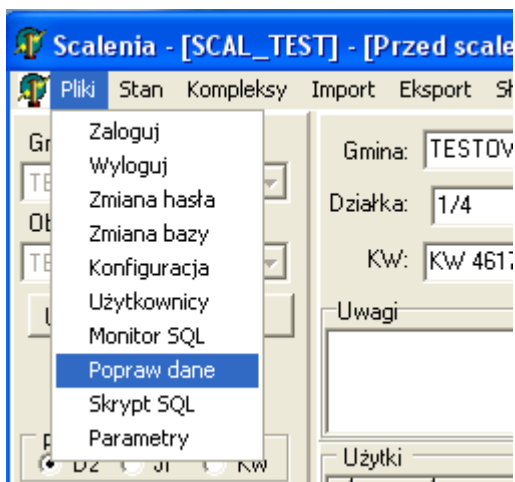 Scalenia - [SCAL_TEST] - [Przed scale
Pliki Stan Kompleksy Import Eksport
Zaloguj
Wyloguj
Zmiana hasła
Zmiana bazy
Konfiguracja
Użytkownicy
Monitor SQL
Popraw dane
Skrypt SQL
Parametry
Gmina: TESTOW
Działka: 1/4
KW: KW 4617
Uwagi
Użytki